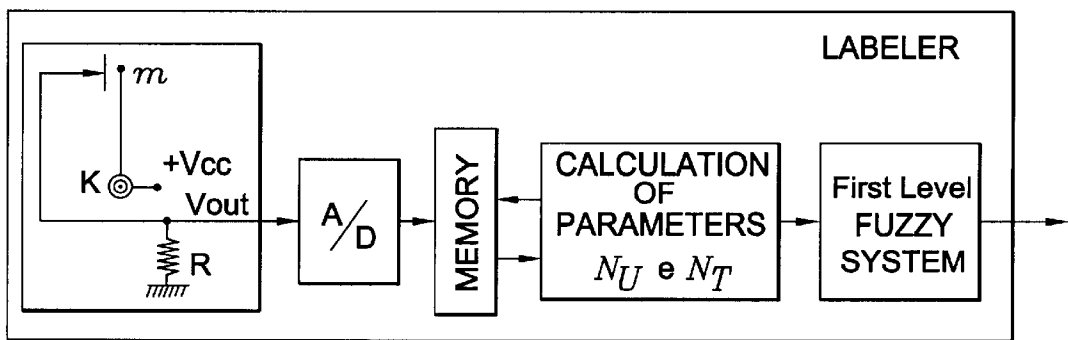 LABELER
m
K
+Vcc
Vout
R
A/D
MEMORY
CALCULATION
OF
PARAMETERS
N_U e N_T
First Level
FUZZY
SYSTEM